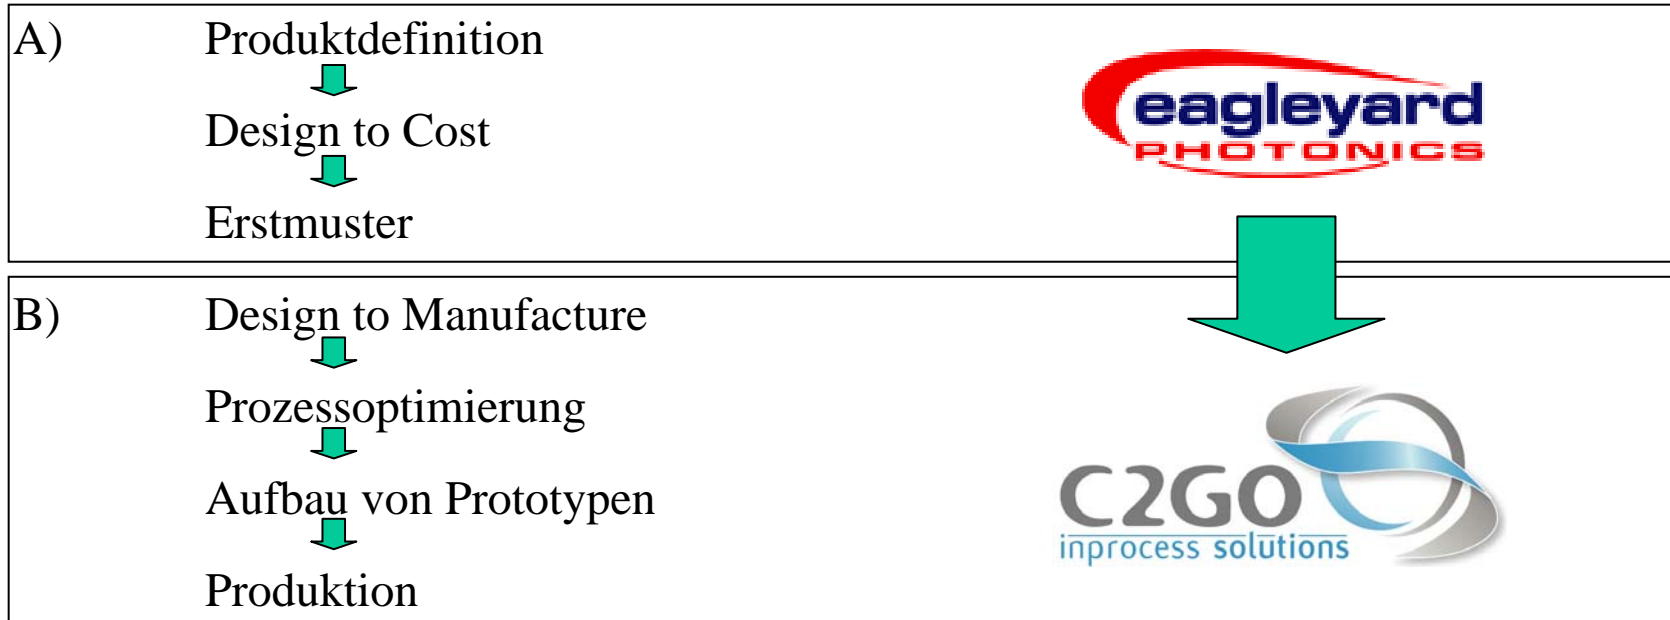 A) Produktdefinition
Design to Cost
Erstmuster
eagleyard
PHOTONICS
B) Design to Manufacture
Prozessoptimierung
Aufbau von Prototypen
Produktion
C2GO
inprocess solutions